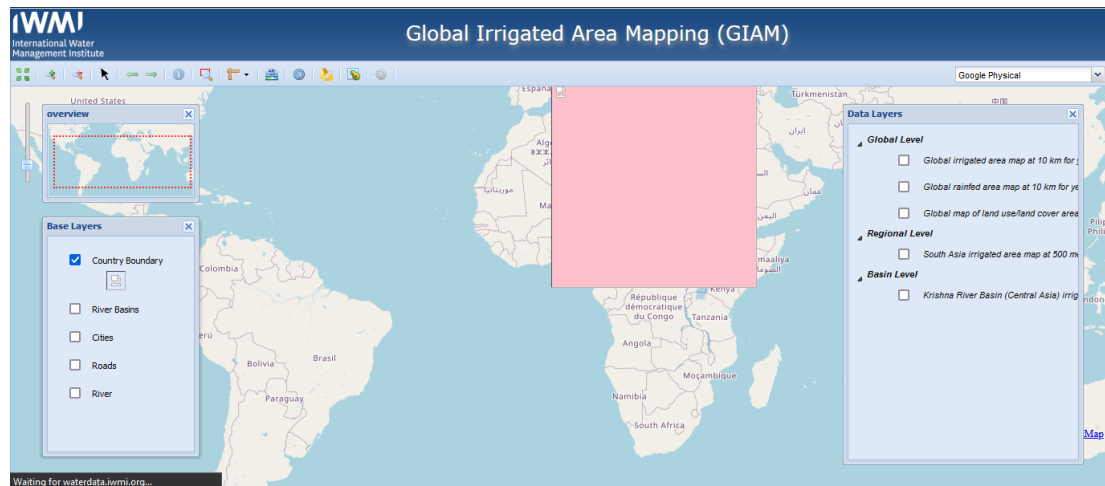 IWMI
International Water
Management Institute
Global Irrigated Area Mapping (GIAM)
Google Physical
United States
overview
España
Türkmenistan
中国
ایران
Data Layers
Global Level
Global irrigated area map at 10 km for
Global rainfed area map at 10 km for ye
Global map of land use/land cover area
Regional Level
South Asia irrigated area map at 500 m
Basin Level
Krishna River Basin (Central Asia) irrig
موريتانيا
عمان
اليمن
Base Layers
Country Boundary
River Basins
Cities
Roads
River
Colombia
Perú
Bolivia
Brasil
Paraguay
Kenya
République
démocratique
du Congo
Tanzania
Angola
Moçambique
Namibia
South Africa
Map
Waiting for waterdata.iwmi.org...